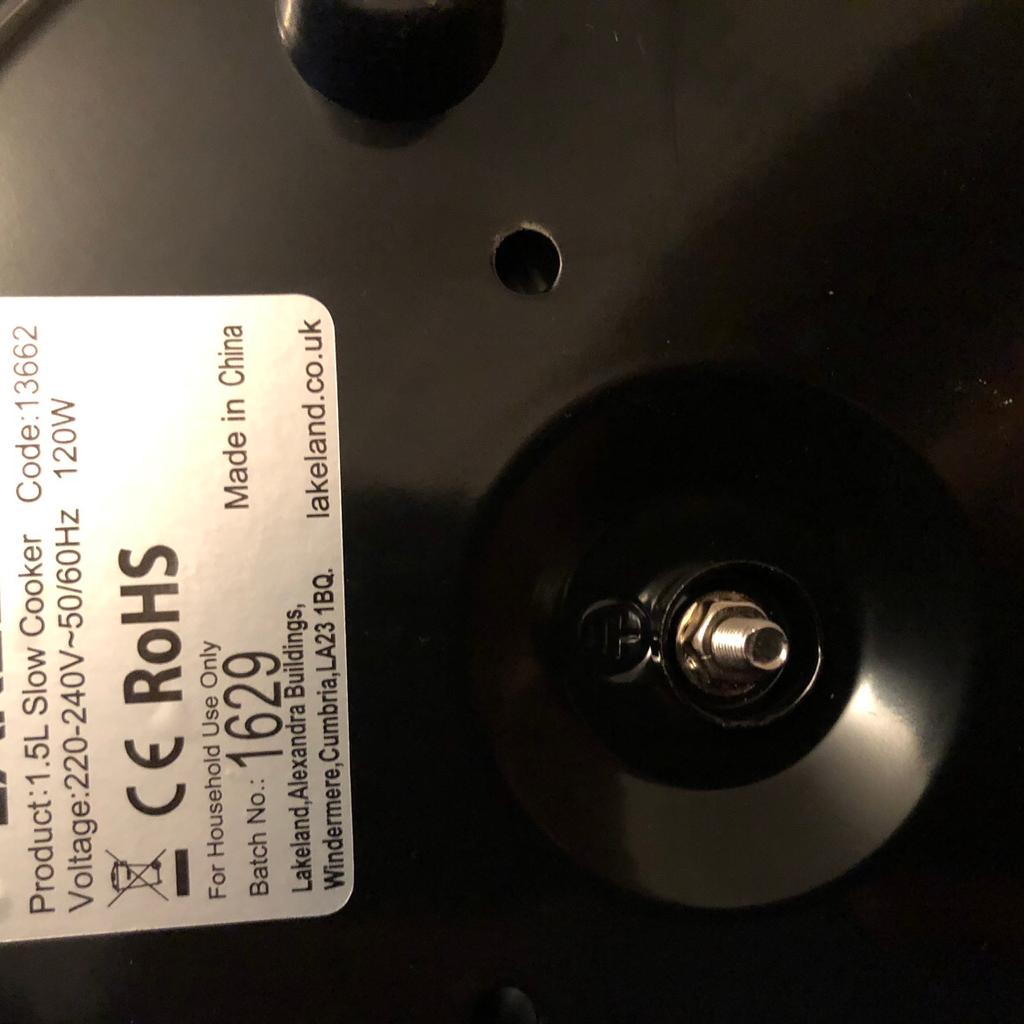 Product:1.5L Slow Cooker Code:13662
Voltage:220-240V~50/60Hz 120W
CE RoHS
For Household Use Only
Batch No.: 1629 Made in China
Lakeland,Alexandra Buildings,
Windermere,Cumbria,LA23 1BQ. lakeland.co.uk